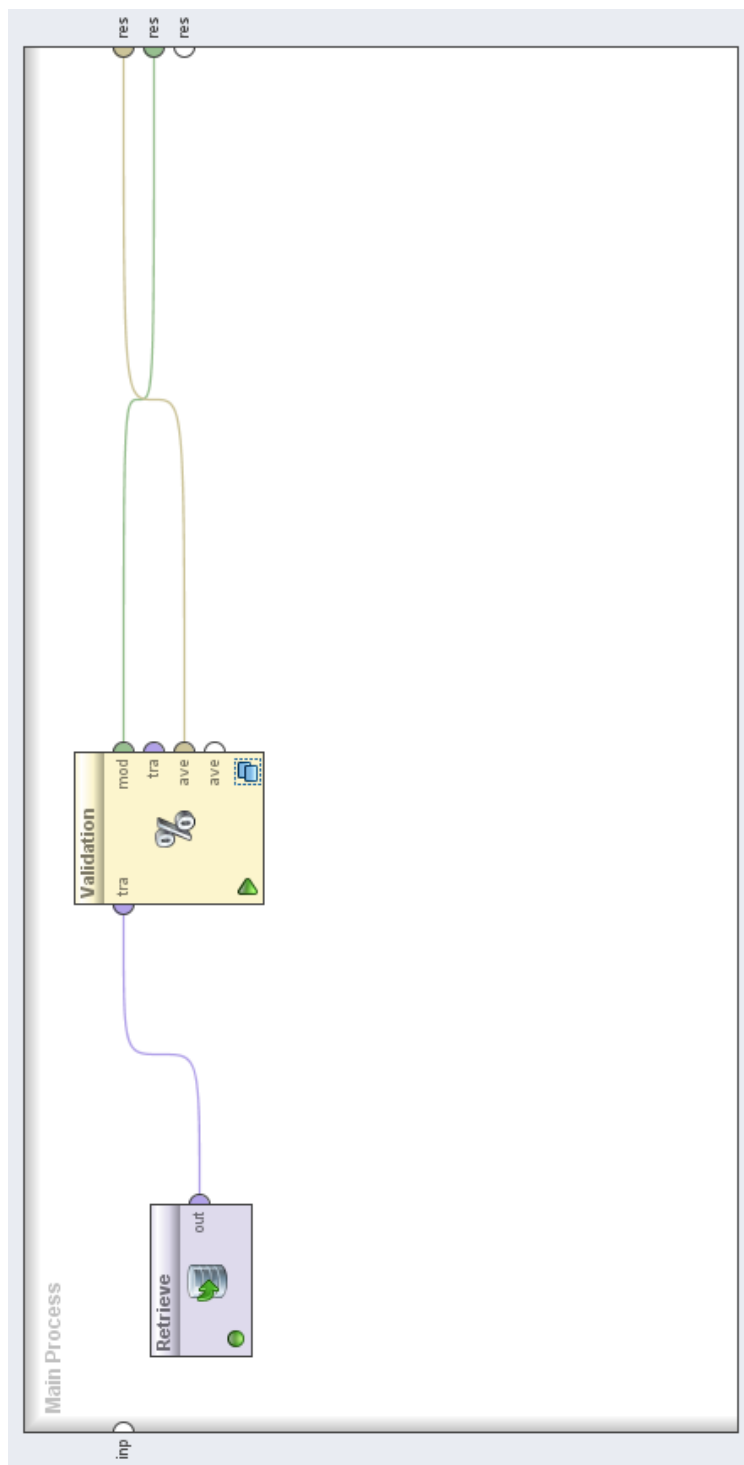 Main Process
inp
Retrieve
out
Validation
tra
mod
tra
ave
ave
res
res
res